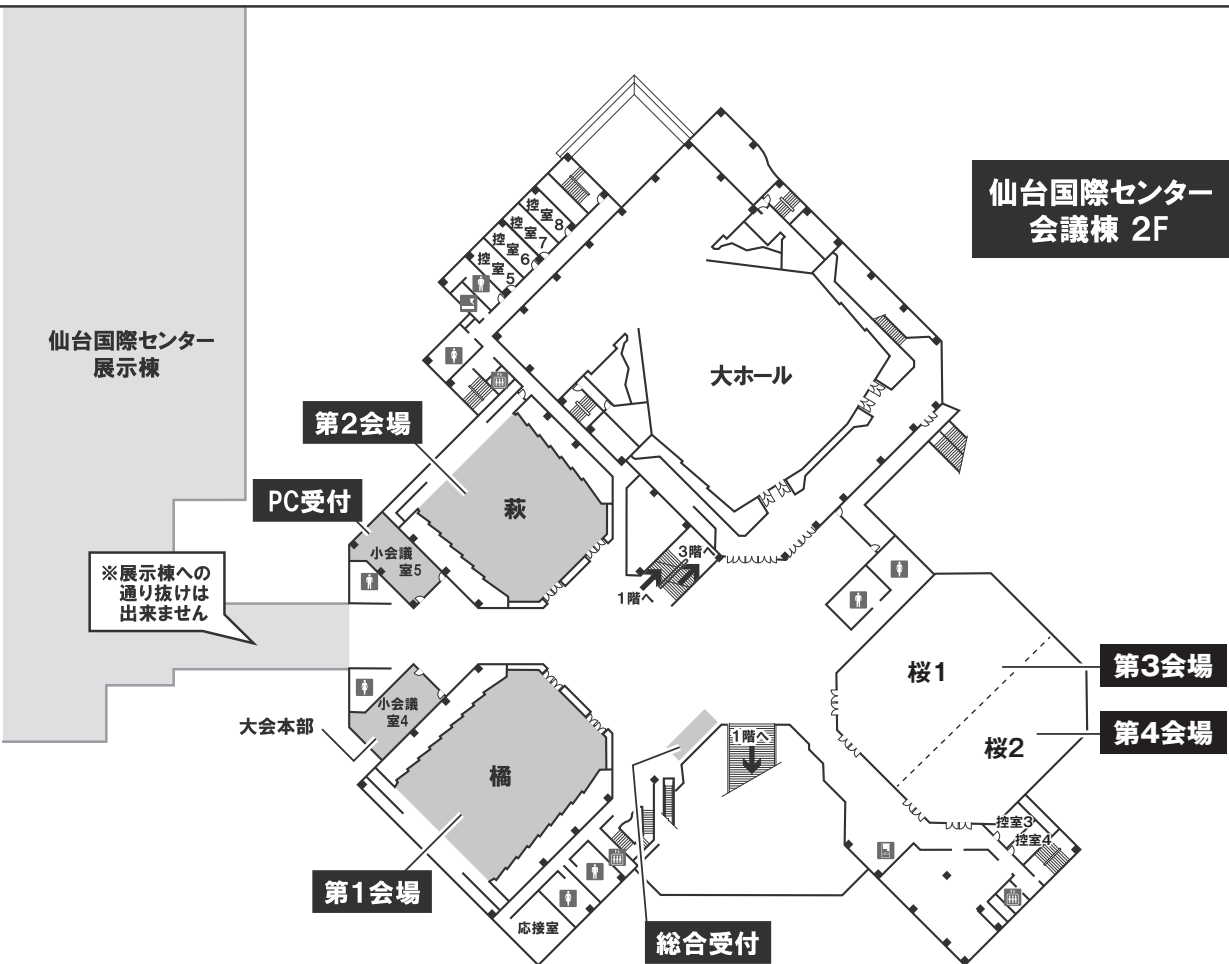 仙台国際センター
会議棟 2F
控室8
控室7
控室6
控室5
仙台国際センター
展示棟
大ホール
第2会場
PC受付
萩
小会議
室5
3階へ
1階へ
※展示棟への
通り抜けは
出来ません
桜1
第3会場
小会議
室4
大会本部
1階へ
第4会場
桜2
橘
控室3
控室4
第1会場
応接室
総合受付